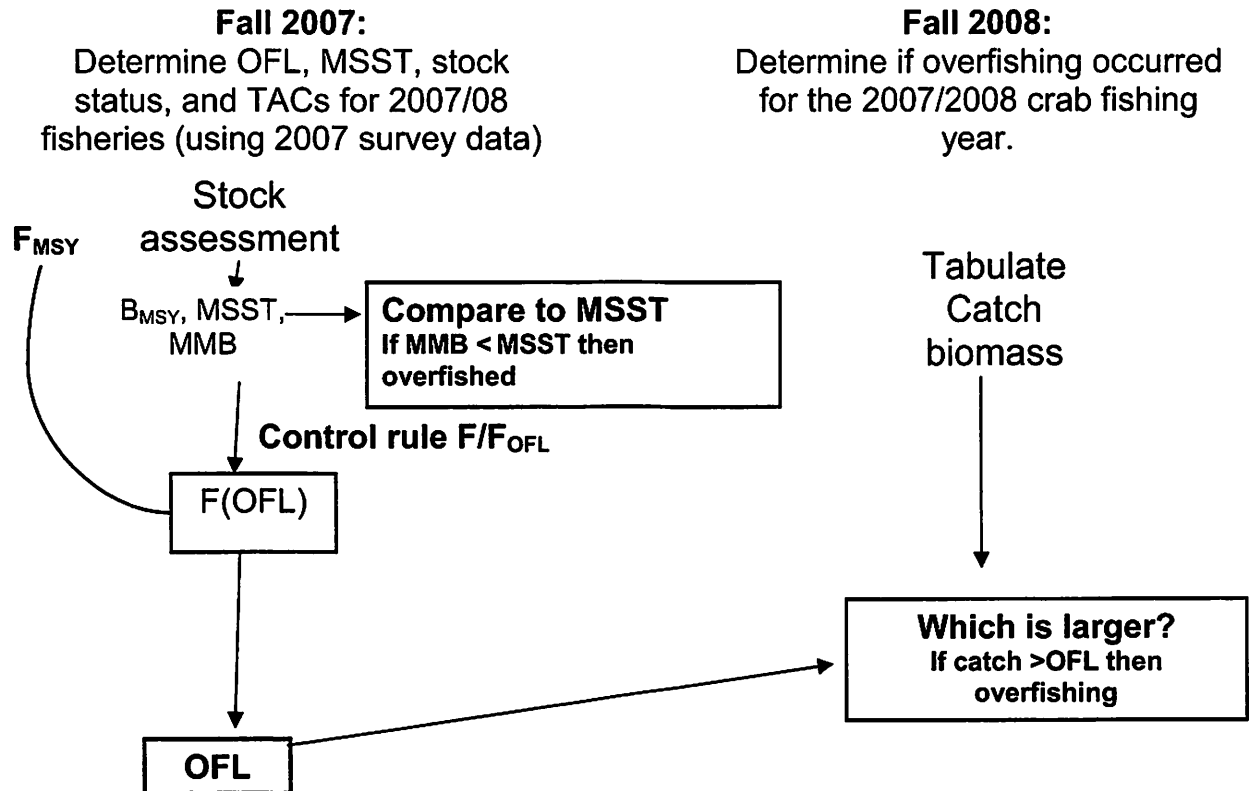 Fall 2007:
Determine OFL, MSST, stock
status, and TACs for 2007/08
fisheries (using 2007 survey data)
Fall 2008:
Determine if overfishing occurred
for the 2007/2008 crab fishing
year.
Stock
assessment
F_MSY
B_MSY, MSST,
MMB
Compare to MSST
If MMB < MSST then
overfished
Control rule F/F_OFL
F(OFL)
OFL
Tabulate
Catch
biomass
Which is larger?
If catch >OFL then
overfishing